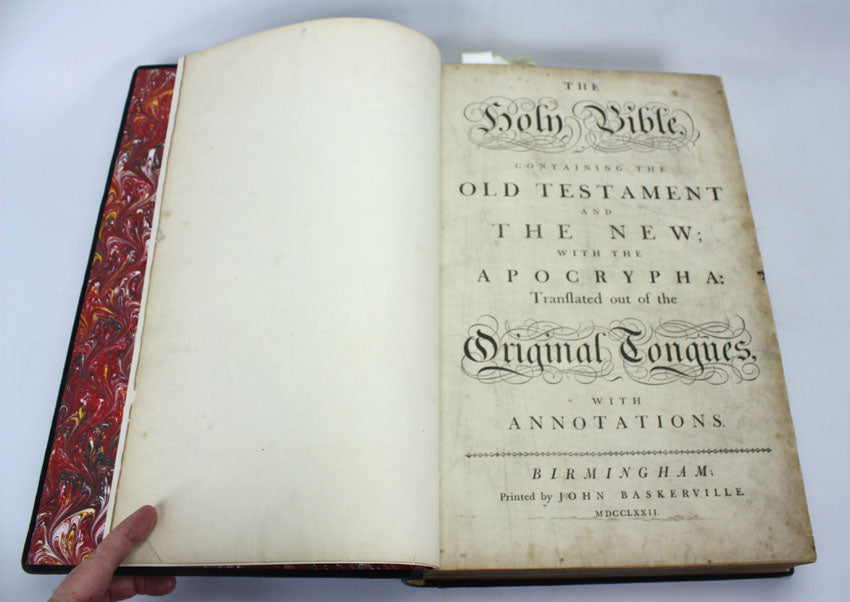 THE
Holy Bible,
CONTAINING THE
OLD TESTAMENT
AND
THE NEW;
WITH THE
APOCRYPHA:
Tranſlated out of the
Original Tongues,
WITH
ANNOTATIONS.
BIRMINGHAM;
Printed by JOHN BASKERVILLE.
MDCCLXXII.